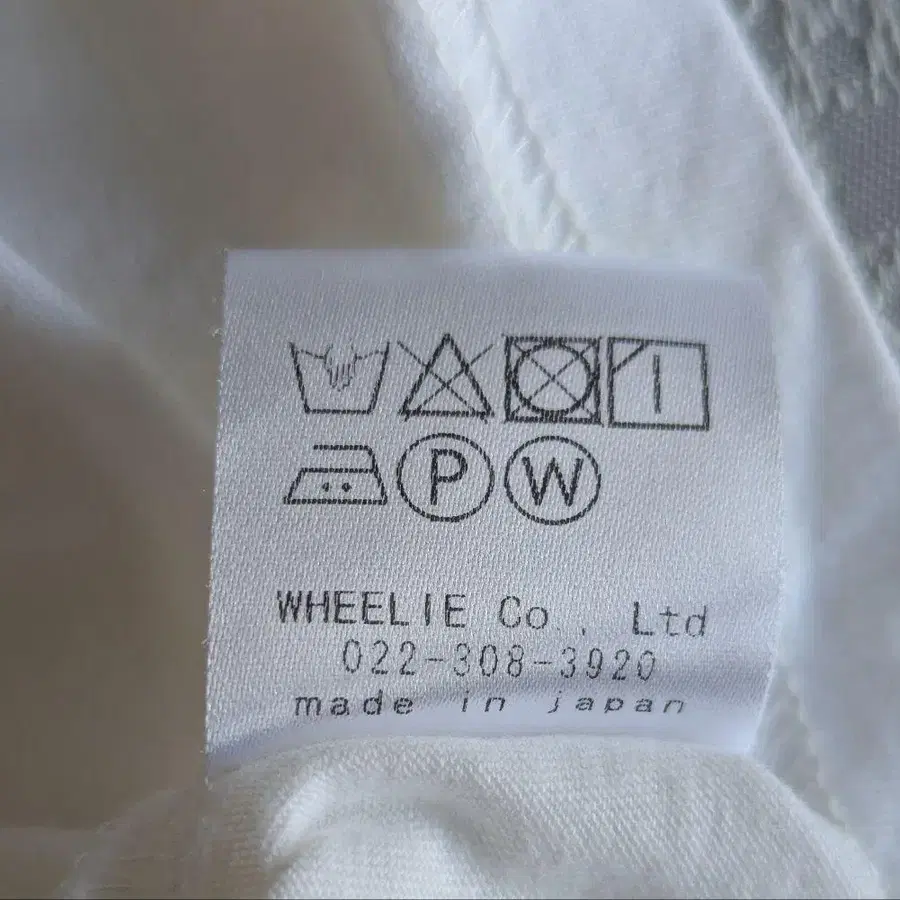 P W
WHEELIE Co., Ltd
022-308-3920
made in japan